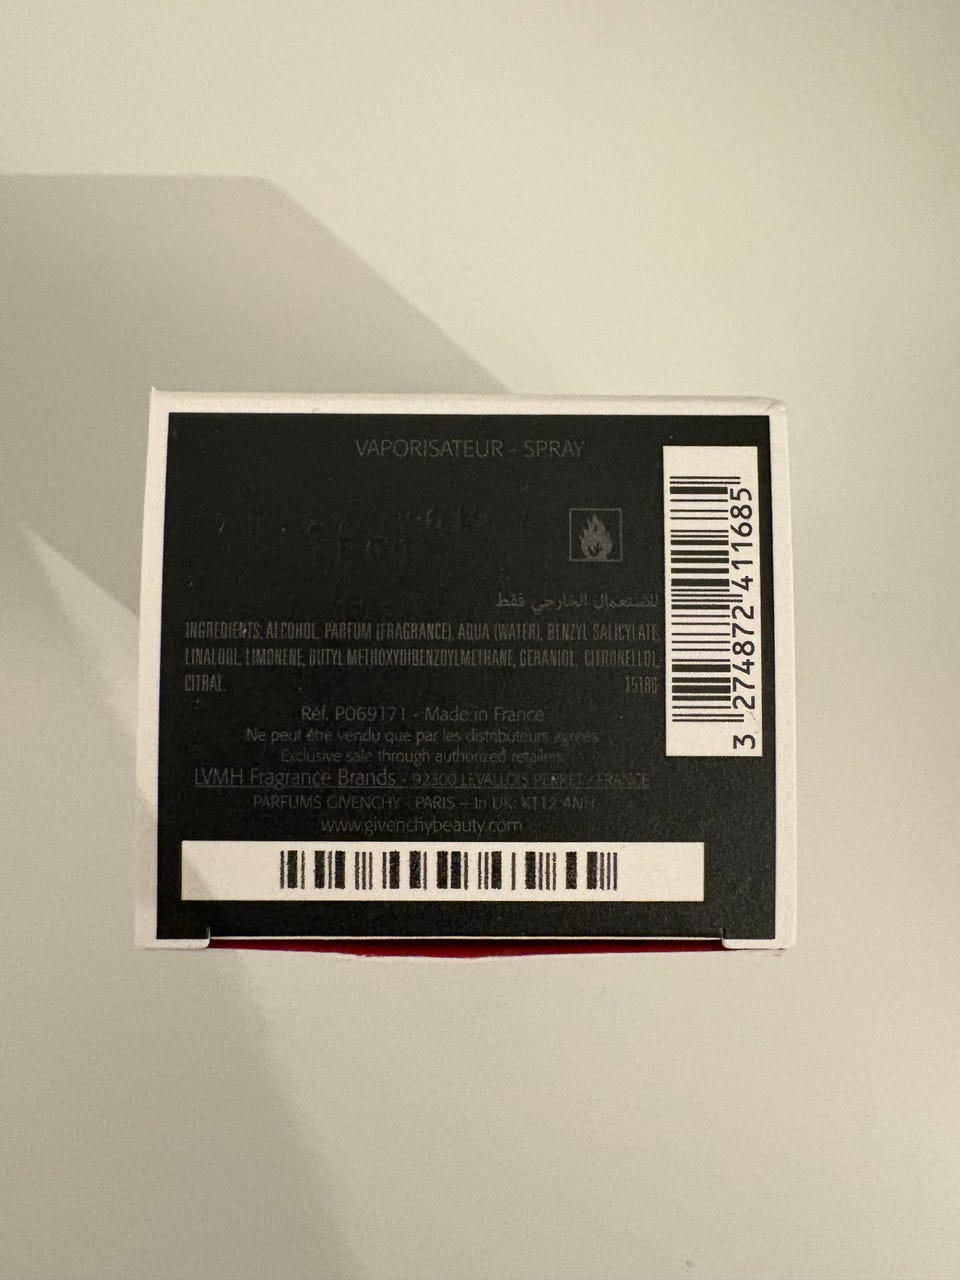 VAPORISATEUR - SPRAY
للاستعمال الخارجي فقط
INGREDIENTS: ALCOHOL, PARFUM (FRAGRANCE), AQUA (WATER), BENZYL SALICYLATE,
LINALOOL, LIMONENE, BUTYL METHOXYDIBENZOYLMETHANE, GERANIOL, CITRONELLOL,
CITRAL. 15186
Réf. P069171 - Made in France
Ne peut être vendu que par les distributeurs agréés
Exclusive sale through authorized retailers
LVMH Fragrance Brands - 92300 LEVALLOIS PERRET - FRANCE
PARFUMS GIVENCHY - PARIS - In UK: KT12 4NH
www.givenchybeauty.com
3 274872 411685